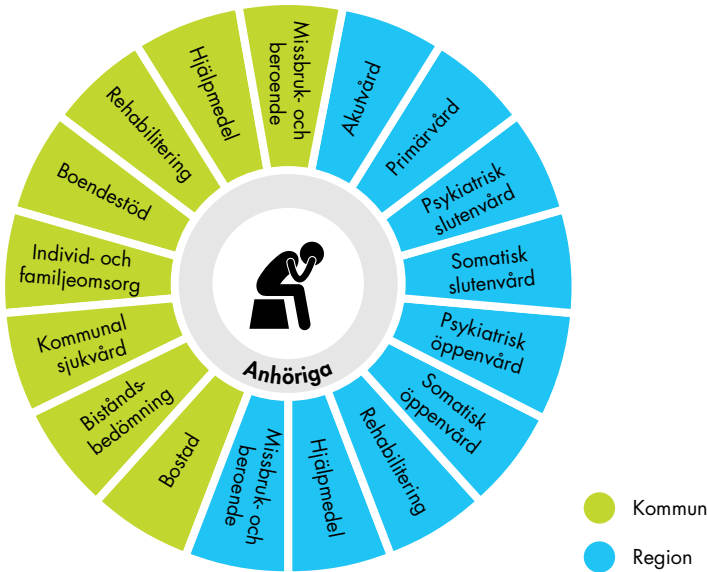 Missbruk- och
beroende
Akutvård
Primärvård
Psykiatrisk
slutenvård
Somatisk
slutenvård
Psykiatrisk
öppenvård
Somatisk
öppenvård
Rehabilitering
Hjälpmedel
Missbruk- och
beroende
Bostad
Bistånds-
bedömning
Kommunal
sjukvård
Individ- och
familjeomsorg
Boendestöd
Rehabilitering
Hjälpmedel
Anhöriga
Kommun
Region